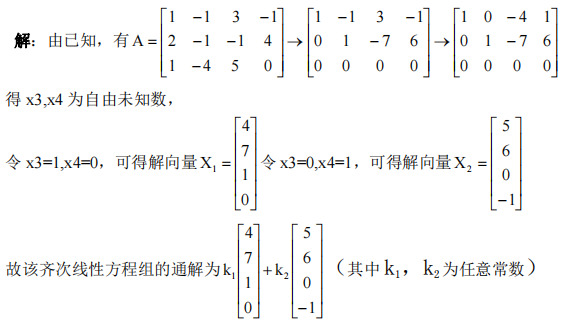 解：由已知，有 A = \begin{bmatrix} 1 & -1 & 3 & -1 \\ 2 & -1 & -1 & 4 \\ 1 & -4 & 5 & 0 \end{bmatrix} → \begin{bmatrix} 1 & -1 & 3 & -1 \\ 0 & 1 & -7 & 6 \\ 0 & 0 & 0 & 0 \end{bmatrix} → \begin{bmatrix} 1 & 0 & -4 & 1 \\ 0 & 1 & -7 & 6 \\ 0 & 0 & 0 & 0 \end{bmatrix}
得 x3,x4 为自由未知数，
令 x3=1,x4=0，可得解向量 X_1 = \begin{bmatrix} 4 \\ 7 \\ 1 \\ 0 \end{bmatrix} 令 x3=0,x4=1，可得解向量 X_2 = \begin{bmatrix} 5 \\ 6 \\ 0 \\ -1 \end{bmatrix}
故该齐次线性方程组的通解为 k_1 \begin{bmatrix} 4 \\ 7 \\ 1 \\ 0 \end{bmatrix} + k_2 \begin{bmatrix} 5 \\ 6 \\ 0 \\ -1 \end{bmatrix}（其中 k_1，k_2 为任意常数）